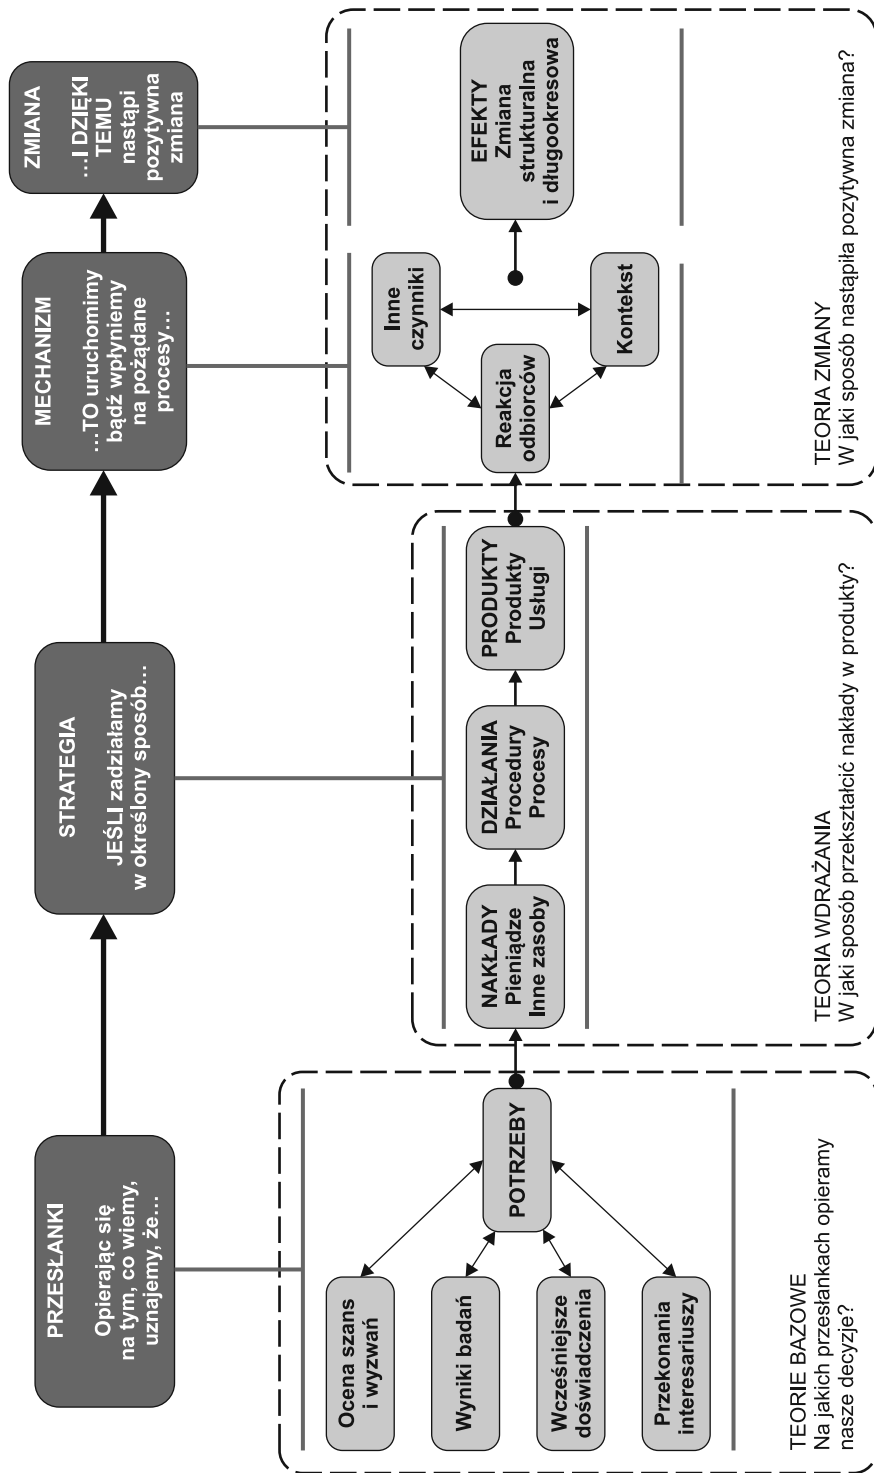 PRZESŁANKI
Opierając się
na tym, co wiemy,
uznajemy, że…
STRATEGIA
JEŚLI zadziałamy
w określony sposób…
MECHANIZM
…TO uruchomimy
bądź wpłyniemy
na pożądane
procesy…
ZMIANA
…I DZIĘKI
TEMU
nastąpi
pozytywna
zmiana
Ocena szans
i wyzwań
Wyniki badań
Wcześniejsze
doświadczenia
Przekonania
interesariuszy
POTRZEBY
TEORIE BAZOWE
Na jakich przesłankach opieramy
nasze decyzje?
NAKŁADY
Pieniądze
Inne zasoby
DZIAŁANIA
Procedury
Procesy
PRODUKTY
Produkty
Usługi
TEORIA WDRAŻANIA
W jaki sposób przekształcić nakłady w produkty?
Reakcja
odbiorców
Inne
czynniki
Kontekst
EFEKTY
Zmiana
strukturalna
i długookresowa
TEORIA ZMIANY
W jaki sposób nastąpiła pozytywna zmiana?